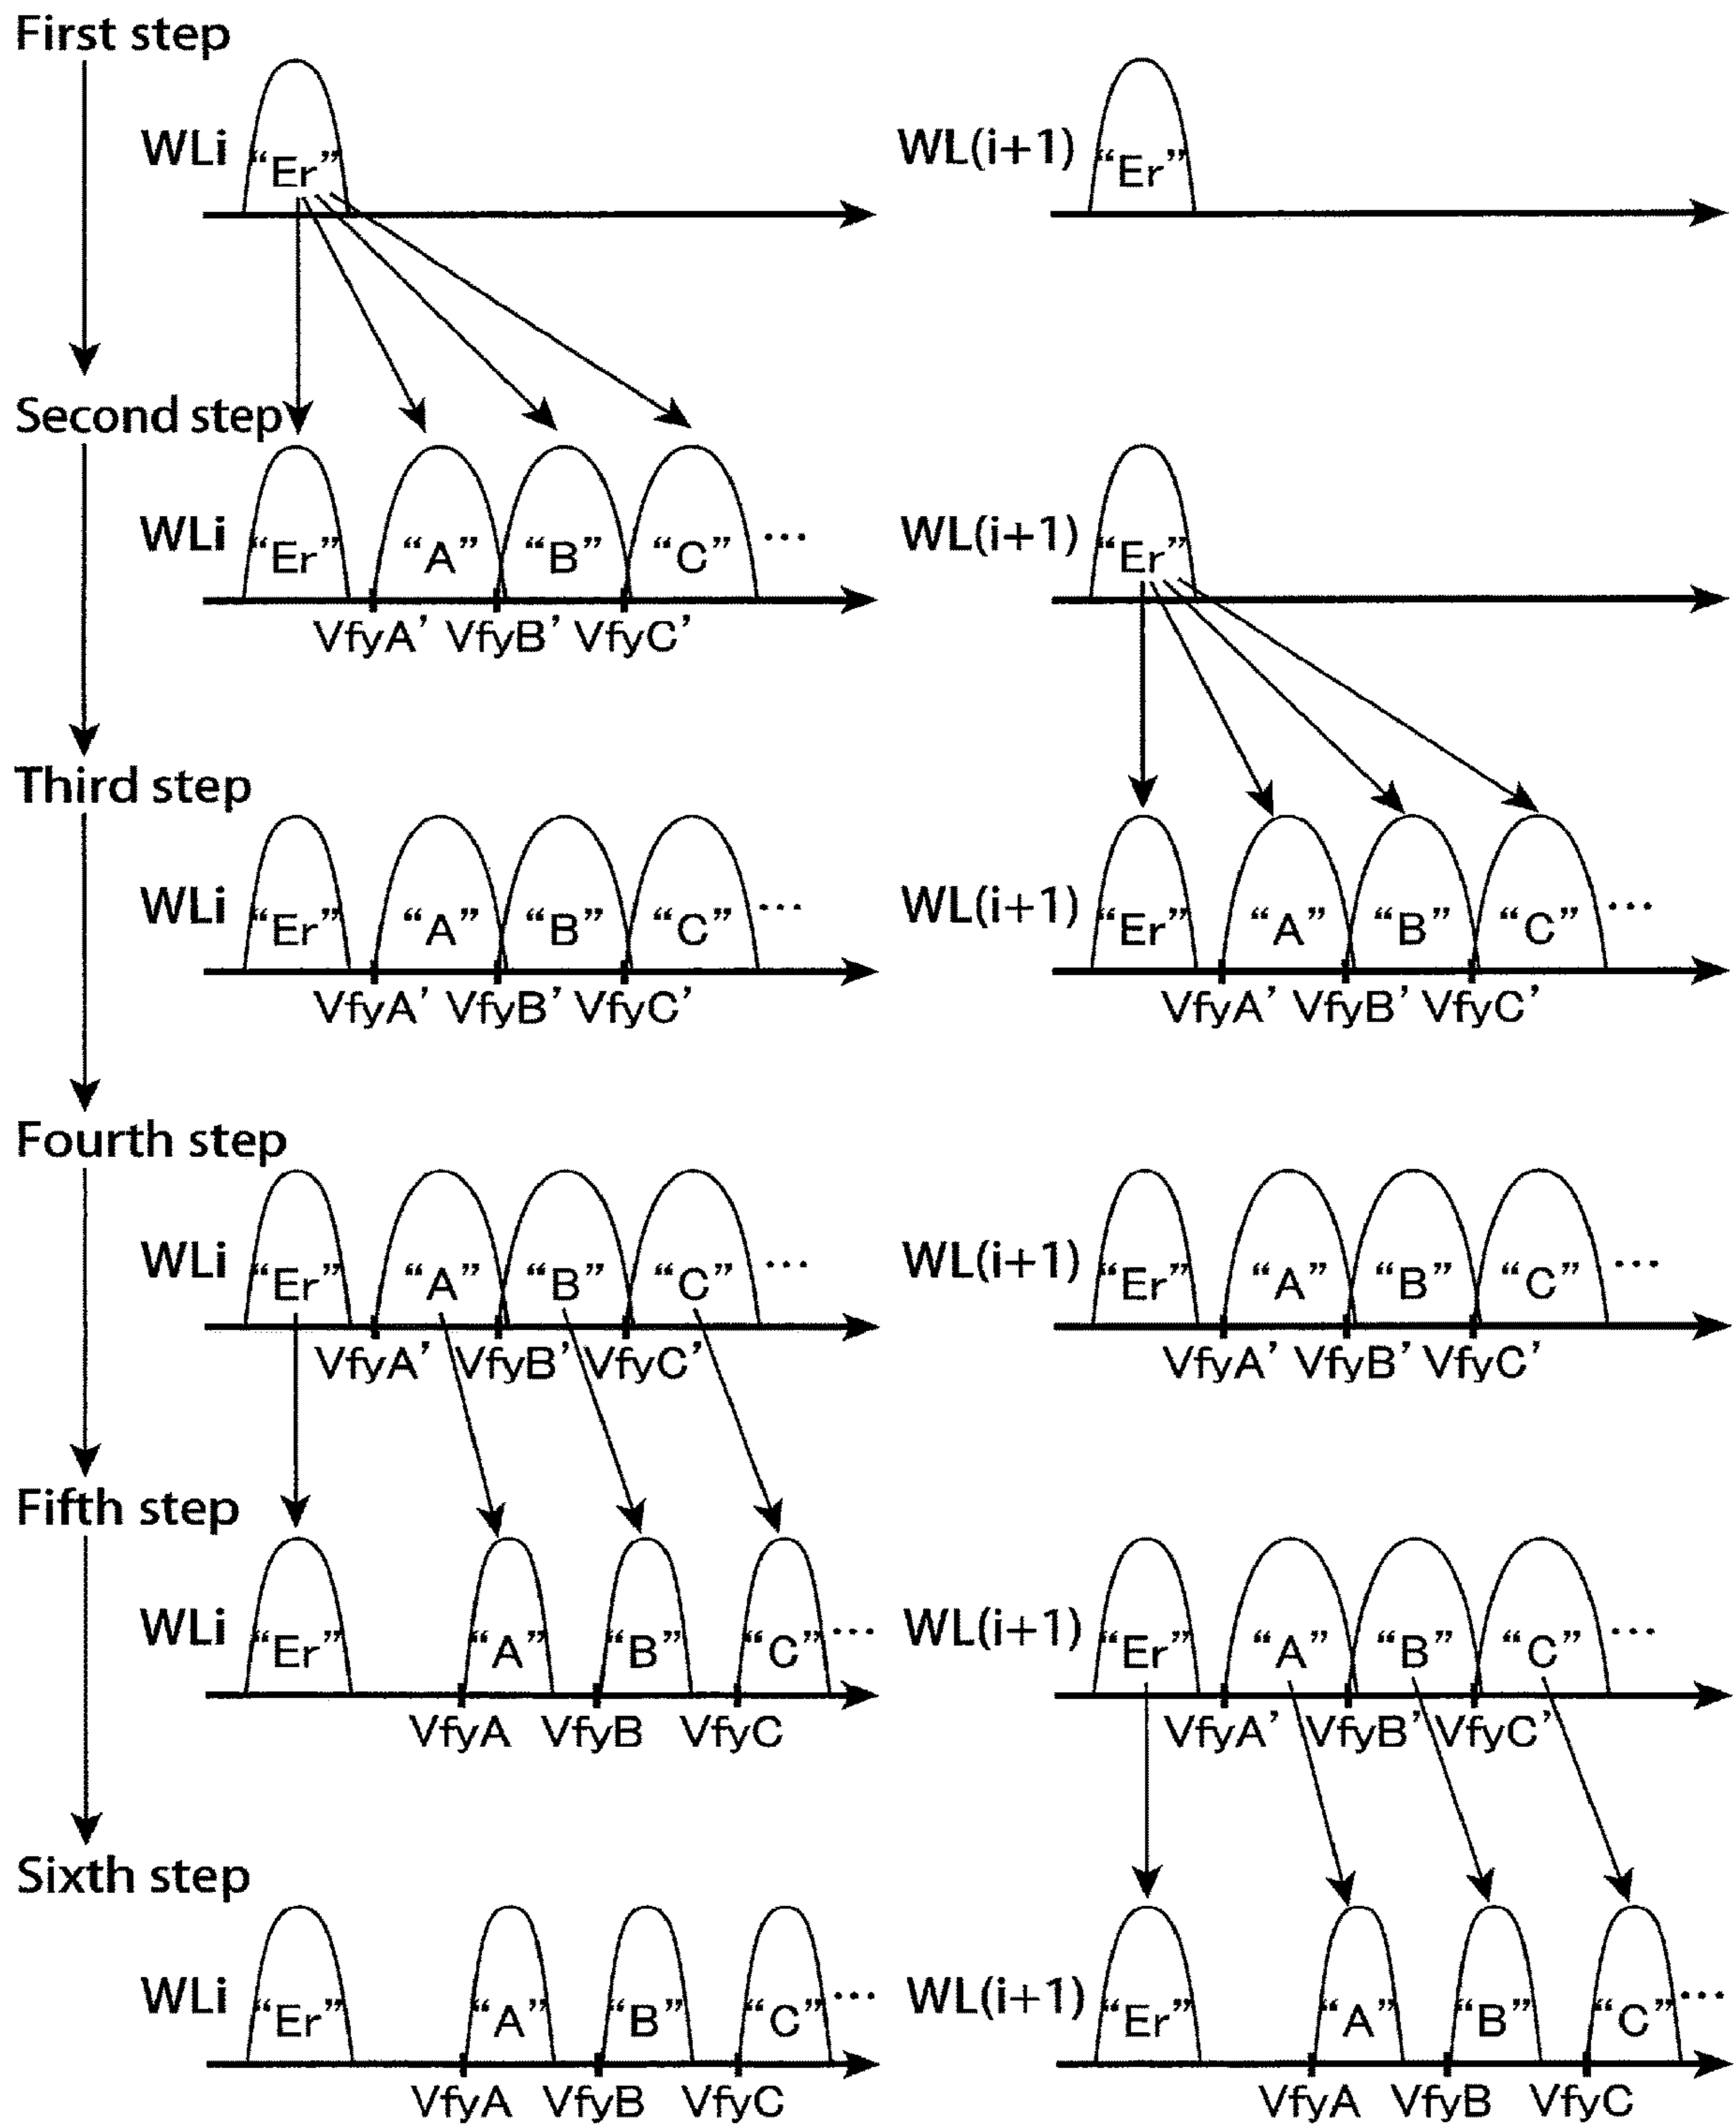 First step
WLi “Er” WL(i+1) “Er”
Second step
WLi “Er” “A” “B” “C” ... WL(i+1) “Er”
VfyA’ VfyB’ VfyC’
Third step
WLi “Er” “A” “B” “C” ... WL(i+1) “Er” “A” “B” “C” ...
VfyA’ VfyB’ VfyC’ VfyA’ VfyB’ VfyC’
Fourth step
WLi “Er” “A” “B” “C” ... WL(i+1) “Er” “A” “B” “C” ...
VfyA’ VfyB’ VfyC’ VfyA’ VfyB’ VfyC’
Fifth step
WLi “Er” “A” “B” “C” ... WL(i+1) “Er” “A” “B” “C” ...
VfyA VfyB VfyC VfyA’ VfyB’ VfyC’
Sixth step
WLi “Er” “A” “B” “C” ... WL(i+1) “Er” “A” “B” “C” ...
VfyA VfyB VfyC VfyA VfyB VfyC